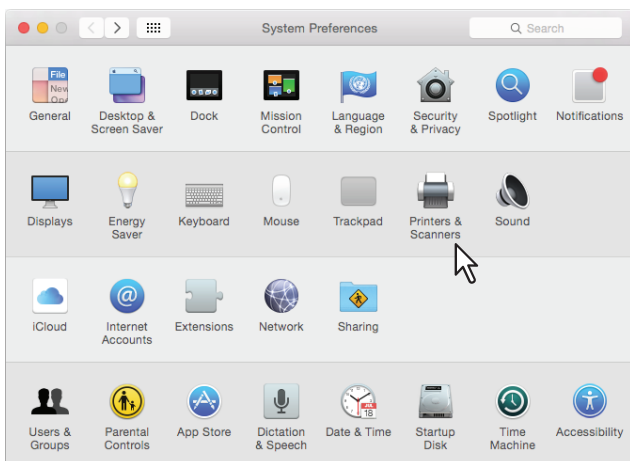 System Preferences
Search
File
New
General
Desktop &
Screen Saver
Dock
Mission
Control
Language
& Region
Security
& Privacy
Spotlight
Notifications
Displays
Energy
Saver
Keyboard
Mouse
Trackpad
Printers &
Scanners
Sound
iCloud
@
Internet
Accounts
Extensions
Network
Sharing
Users &
Groups
Parental
Controls
App Store
Dictation
& Speech
JUL
18
Date & Time
Startup
Disk
Time
Machine
Accessibility